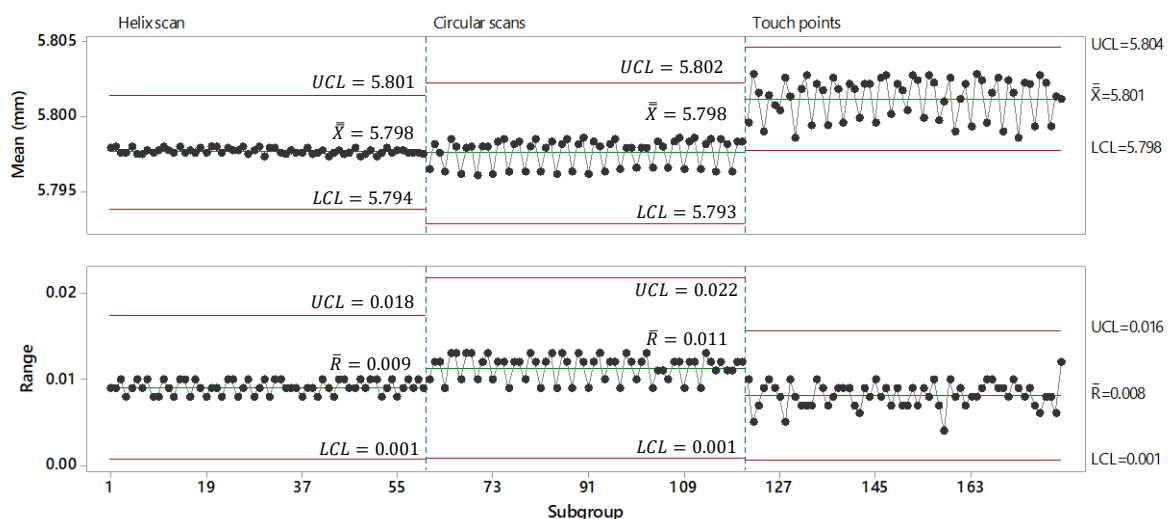 Helix scan
Circular scans
Touch points
Mean (mm)
5.805
5.800
5.795
UCL = 5.801
X̿ = 5.798
LCL = 5.794
UCL = 5.802
X̿ = 5.798
LCL = 5.793
UCL=5.804
X̿=5.801
LCL=5.798
Range
0.02
0.01
0.00
UCL = 0.018
R̄ = 0.009
LCL = 0.001
UCL = 0.022
R̄ = 0.011
LCL = 0.001
UCL=0.016
R̄=0.008
LCL=0.001
1 19 37 55 73 91 109 127 145 163
Subgroup